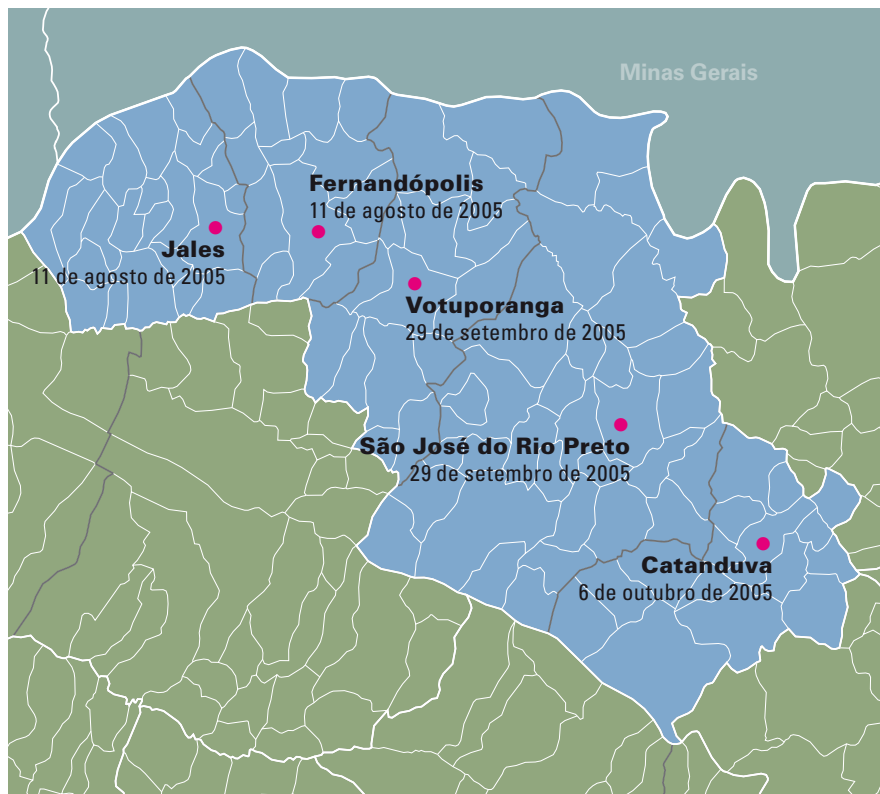 Minas Gerais
Fernandópolis
11 de agosto de 2005
Jales
11 de agosto de 2005
Votuporanga
29 de setembro de 2005
São José do Rio Preto
29 de setembro de 2005
Catanduva
6 de outubro de 2005